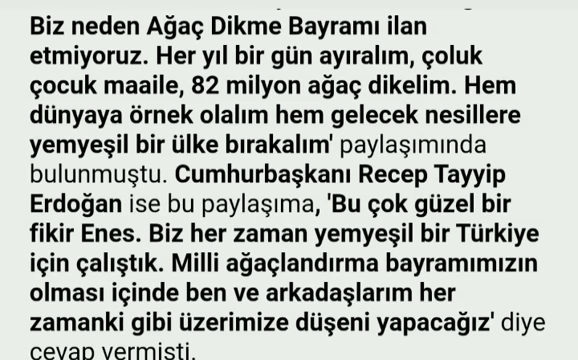 Biz neden Ağaç Dikme Bayramı ilan
etmiyoruz. Her yıl bir gün ayıralım, çoluk
çocuk maaile, 82 milyon ağaç dikelim. Hem
dünyaya örnek olalım hem gelecek nesillere
yemyeşil bir ülke bırakalım' paylaşımında
bulunmuştu. Cumhurbaşkanı Recep Tayyip
Erdoğan ise bu paylaşıma, 'Bu çok güzel bir
fikir Enes. Biz her zaman yemyeşil bir Türkiye
için çalıştık. Milli ağaçlandırma bayramımızın
olması içinde ben ve arkadaşlarım her
zamanki gibi üzerimize düşeni yapacağız' diye
cevap vermişti.